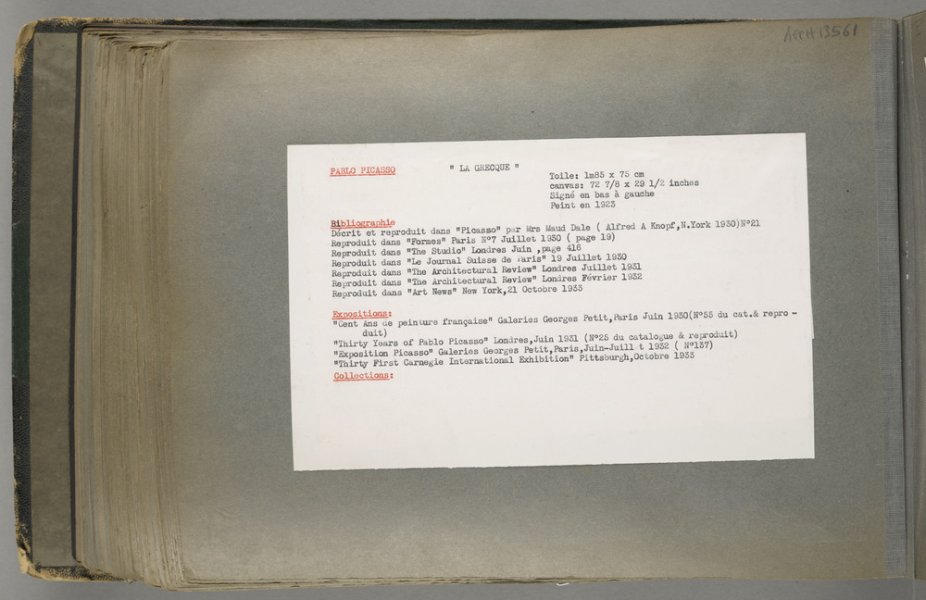 ARCH13561
PABLO PICASSO " LA GRECQUE "
Toile: 1m85 x 75 cm
canvas: 72 7/8 x 29 1/2 inches
Signé en bas à gauche
Peint en 1923
Bibliographie
Décrit et reproduit dans "Picasso" par Mrs Maud Dale ( Alfred A Knopf,N.York 1930)N°21
Reproduit dans "Formes" Paris N°7 Juillet 1930 ( page 19)
Reproduit dans "The Studio" Londres Juin ,page 416
Reproduit dans "Le Journal Suisse de Paris" 19 Juillet 1930
Reproduit dans "The Architectural Review" Londres Juillet 1931
Reproduit dans "The Architectural Review" Londres Février 1932
Reproduit dans "Art News" New York,21 Octobre 1933
Expositions:
"Cent Ans de peinture française" Galeries Georges Petit,Paris Juin 1930(N°55 du cat.& repro -
duit)
"Thirty Years of Pablo Picasso" Londres,Juin 1931 (N°25 du catalogue & reproduit)
"Exposition Picasso" Galeries Georges Petit,Paris,Juin-Juill t 1932 ( N°137)
"Thirty First Carnegie International Exhibition" Pittsburgh,Octobre 1933
Collections: